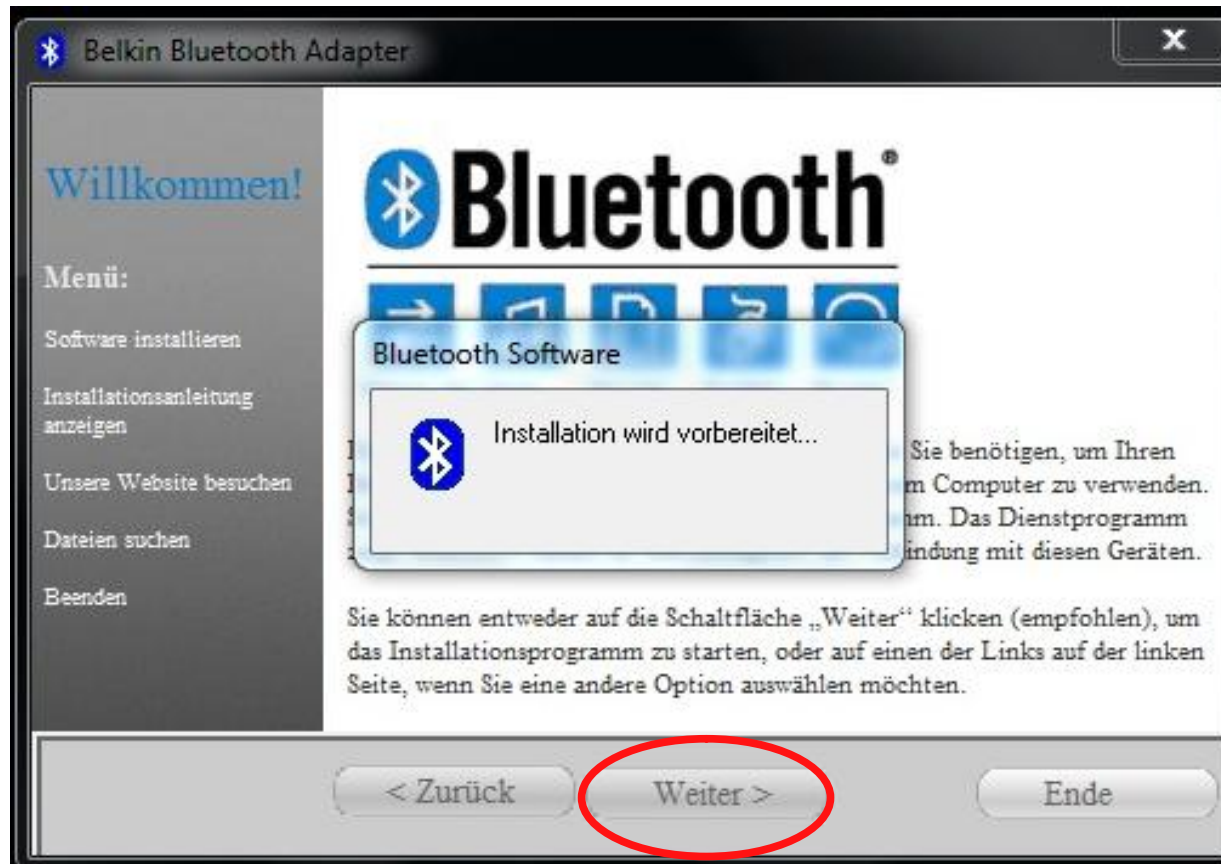 Belkin Bluetooth Adapter
Willkommen!
Menü:
Software installieren
Installationsanleitung
anzeigen
Unsere Website besuchen
Dateien suchen
Beenden
Bluetooth®
Bluetooth Software
Installation wird vorbereitet...
Sie benötigen, um Ihren
Computer zu verwenden.
Das Dienstprogramm
mit diesen Geräten.
Sie können entweder auf die Schaltfläche „Weiter“ klicken (empfohlen), um
das Installationsprogramm zu starten, oder auf einen der Links auf der linken
Seite, wenn Sie eine andere Option auswählen möchten.
< Zurück
Weiter >
Ende